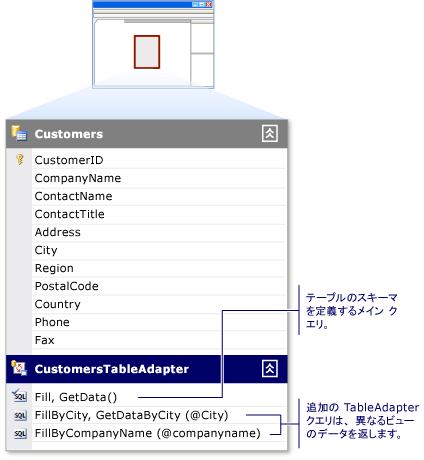 Customers
CustomerID
CompanyName
ContactName
ContactTitle
Address
City
Region
PostalCode
Country
Phone
Fax
CustomersTableAdapter
SQL Fill, GetData()
SQL FillByCity, GetDataByCity (@City)
SQL FillByCompanyName (@companyname)
テーブルのスキーマ
を定義するメイン ク
エリ。
追加の TableAdapter
クエリは、異なるビュー
のデータを返します。